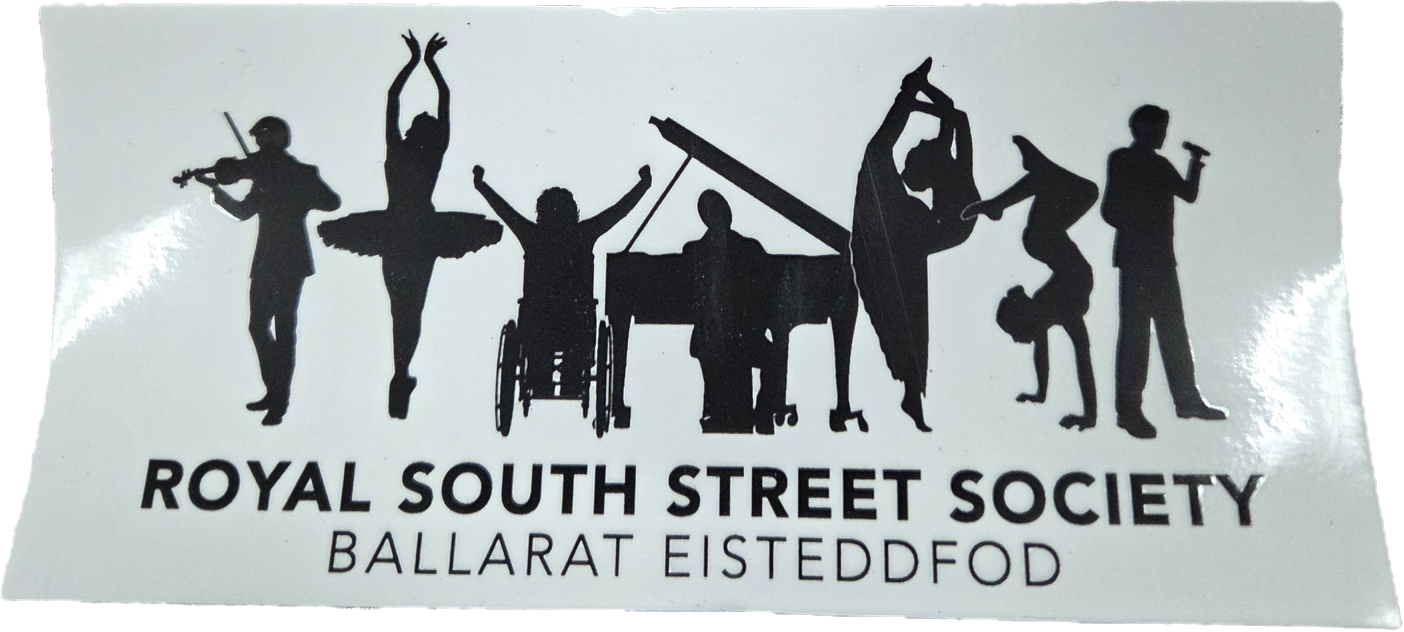 ROYAL SOUTH STREET SOCIETY
BALLARAT EISTEDDFOD